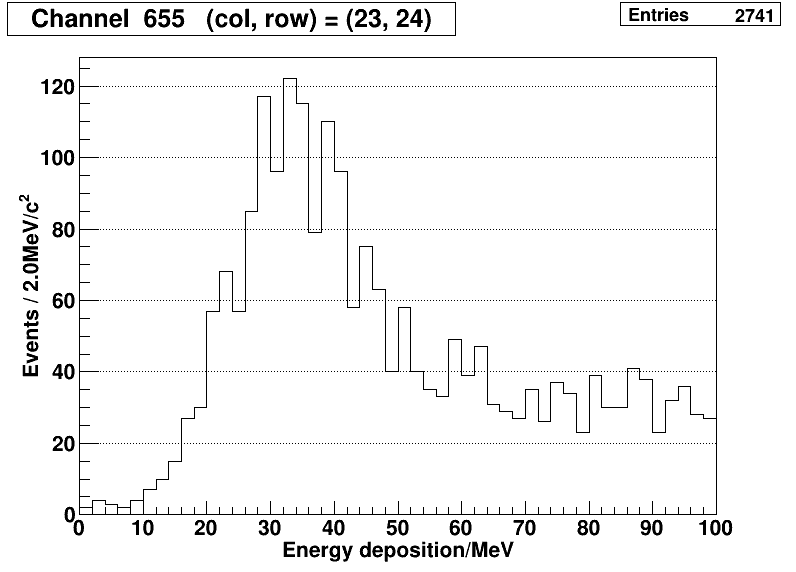 Channel 655 (col, row) = (23, 24)
Entries 2741
Events / 2.0MeV/c²
120
100
80
60
40
20
0
0 10 20 30 40 50 60 70 80 90 100
Energy deposition/MeV